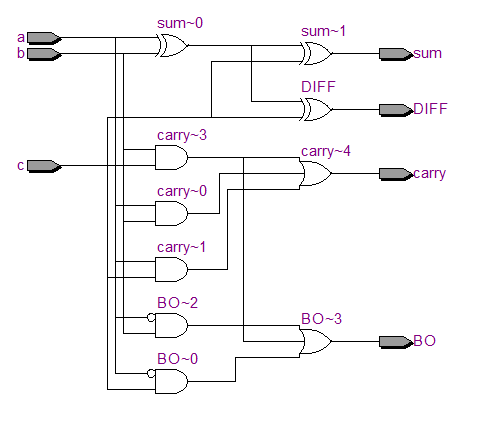 sum~0
a
b
sum~1
sum
DIFF
DIFF
carry~3
c
carry~4
carry
carry~0
carry~1
BO~2
BO~3
BO
BO~0